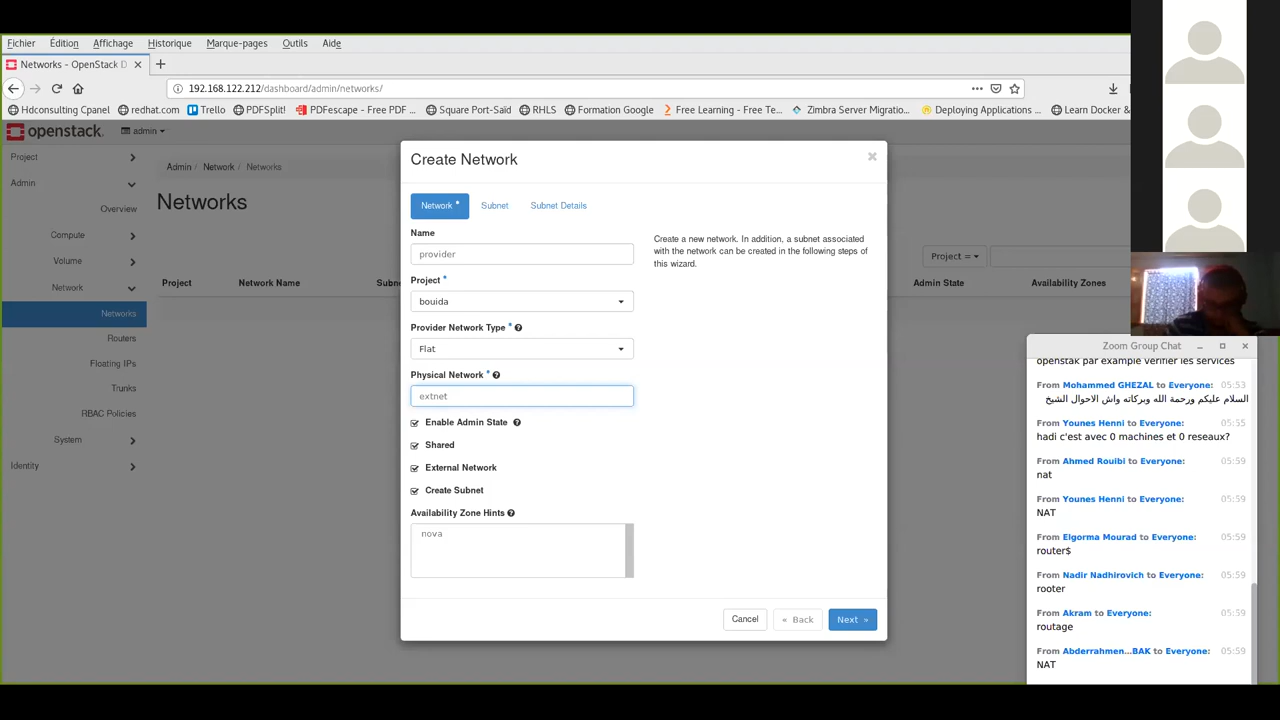 Fichier Édition Affichage Historique Marque-pages Outils Aide
Networks - OpenStack D
192.168.122.212/dashboard/admin/networks/
Hdconsulting Cpanel redhat.com Trello PDFSplit! PDFescape - Free PDF ... Square Port-Saïd RHLS Formation Google Free Learning - Free Te... Zimbra Server Migratio... Deploying Applications ... Learn Docker &
openstack. admin
Project
Admin
Overview
Compute
Volume
Network
Networks
Routers
Floating IPs
Trunks
RBAC Policies
System
Identity
Admin / Network / Networks
Networks
Project =
Project Network Name Subne Admin State Availability Zones
Create Network
Network * Subnet Subnet Details
Name
provider
Project *
bouida
Provider Network Type *
Flat
Physical Network *
extnet
Enable Admin State
Shared
External Network
Create Subnet
Availability Zone Hints
nova
Create a new network. In addition, a subnet associated
with the network can be created in the following steps
of this wizard.
Cancel « Back Next »
Zoom Group Chat
openstak par example verifier les services
From Mohammed GHEZAL to Everyone: 05:53
السلام عليكم ورحمة الله وبركاته واش الاحوال الشيخ
From Younes Henni to Everyone: 05:55
hadi c'est avec 0 machines et 0 reseaux?
From Ahmed Rouibi to Everyone: 05:59
nat
From Younes Henni to Everyone: 05:59
NAT
From Elgorma Mourad to Everyone: 05:59
router$
From Nadir Nadhirovich to Everyone: 05:59
rooter
From Akram to Everyone: 05:59
routage
From Abderrahmen...BAK to Everyone: 05:59
NAT